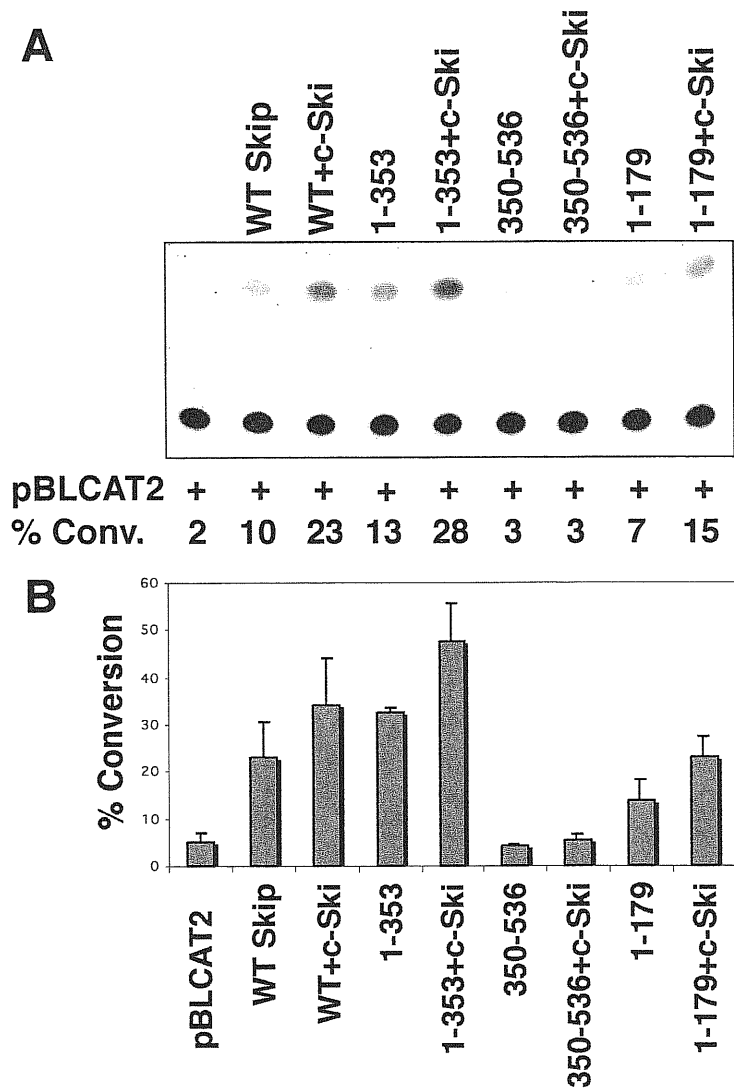 A
WT Skip
WT+c-Ski
1-353
1-353+c-Ski
350-536
350-536+c-Ski
1-179
1-179+c-Ski
pBLCAT2 + + + + + + + + +
% Conv. 2 10 23 13 28 3 3 7 15
B
% Conversion
60
50
40
30
20
10
0
pBLCAT2
WT Skip
WT+c-Ski
1-353
1-353+c-Ski
350-536
350-536+c-Ski
1-179
1-179+c-Ski